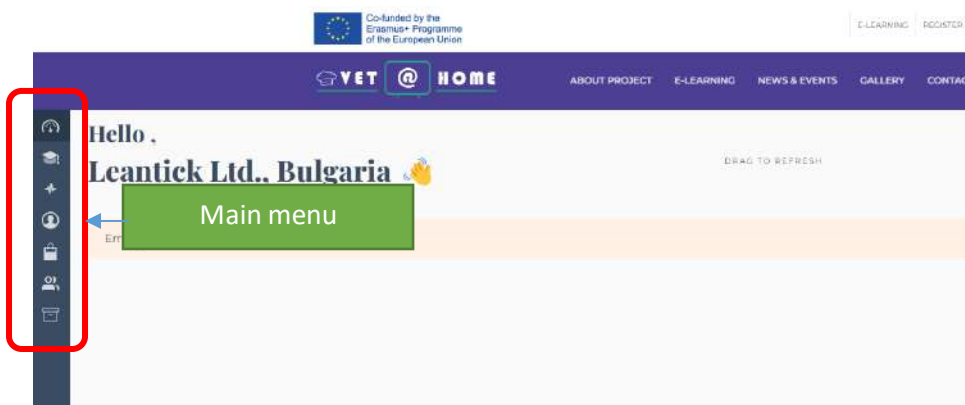 Co-funded by the
Erasmus+ Programme
of the European Union
E-LEARNING REGISTER
VET @ HOME
ABOUT PROJECT E-LEARNING NEWS & EVENTS GALLERY CONTAC
Hello ,
Leantick Ltd., Bulgaria
DRAG TO REFRESH
Main menu